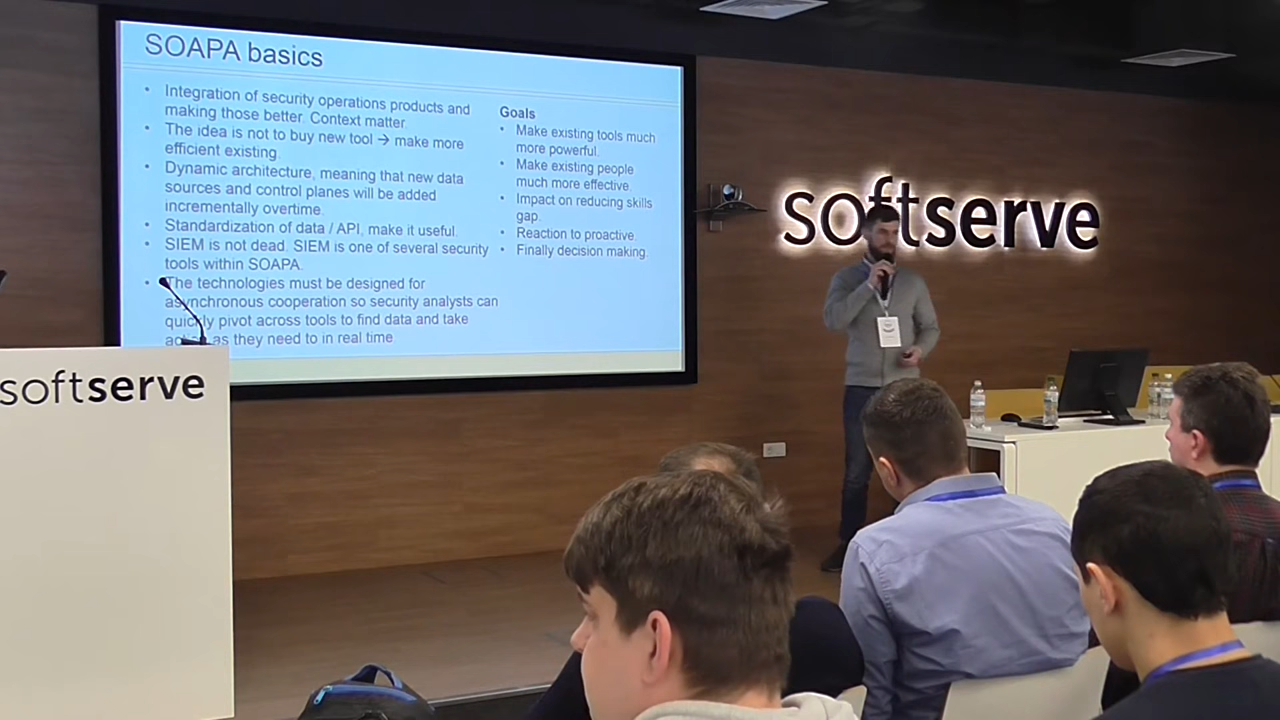 SOAPA basics
• Integration of security operations products and
making those better. Context matter.
• The idea is not to buy new tool → make more
efficient existing.
• Dynamic architecture, meaning that new data
sources and control planes will be added
incrementally overtime.
• Standardization of data / API, make it useful.
• SIEM is not dead. SIEM is one of several security
tools within SOAPA.
• The technologies must be designed for
asynchronous cooperation so security analysts can
quickly pivot across tools to find data and take
as they need to in real time
Goals
• Make existing tools much
more powerful.
• Make existing people
much more effective.
• Impact on reducing skills
gap.
• Reaction to proactive.
• Finally decision making.
softserve
softserve